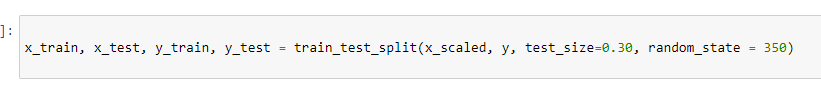 ]:
x_train, x_test, y_train, y_test = train_test_split(x_scaled, y, test_size=0.30, random_state = 350)